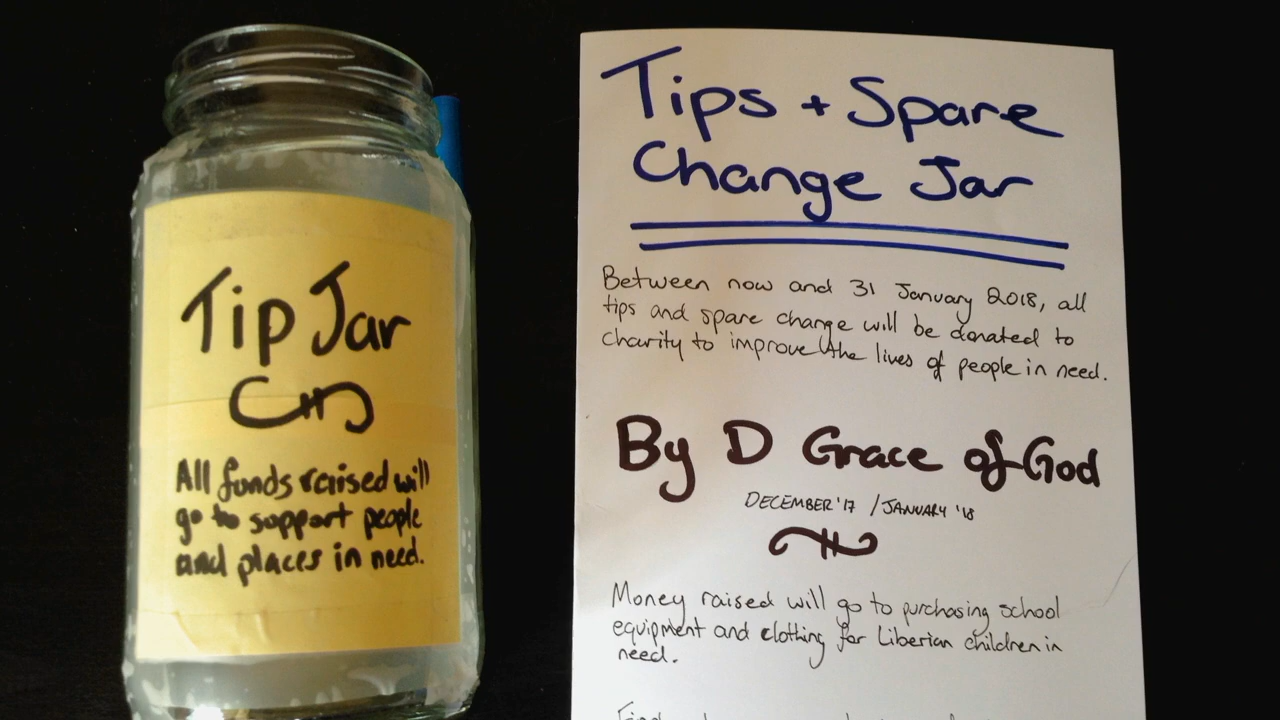 Tip Jar
All funds raised will
go to support people
and places in need.
Tips + Spare
Change Jar
Between now and 31 January 2018, all
tips and spare change will be donated to
charity to improve the lives of people in need.
By D Grace of God
DECEMBER '17 / JANUARY '18
Money raised will go to purchasing school
equipment and clothing for Liberian children in
need.